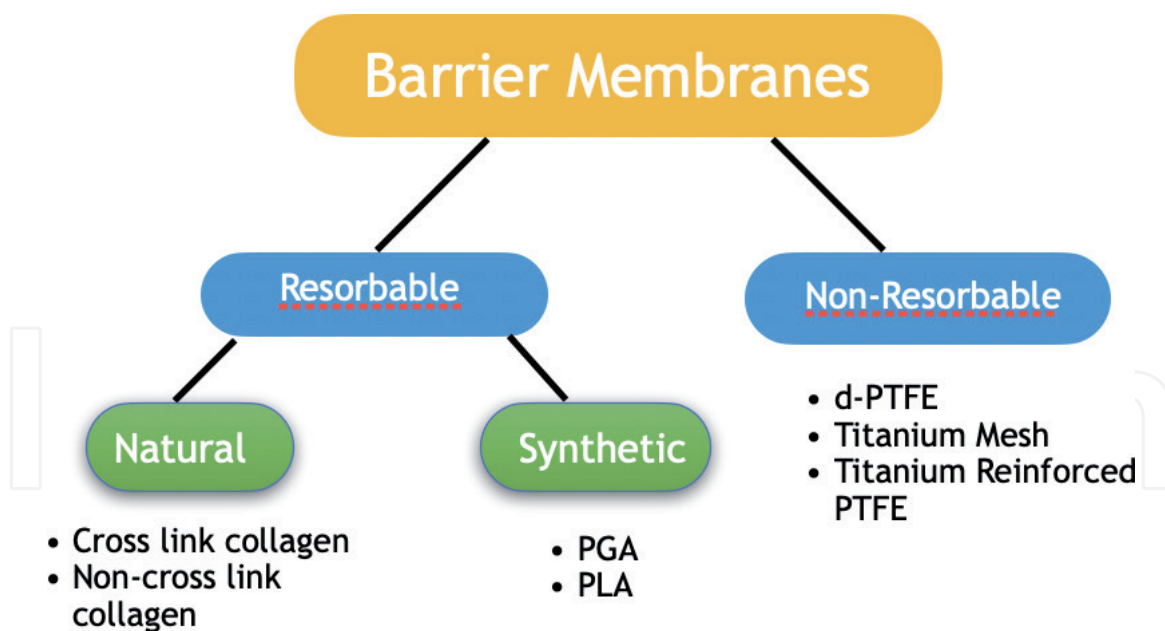 Barrier Membranes
Resorbable
Non-Resorbable
Natural
Synthetic
• d-PTFE
• Titanium Mesh
• Titanium Reinforced
PTFE
• Cross link collagen
• Non-cross link
collagen
• PGA
• PLA